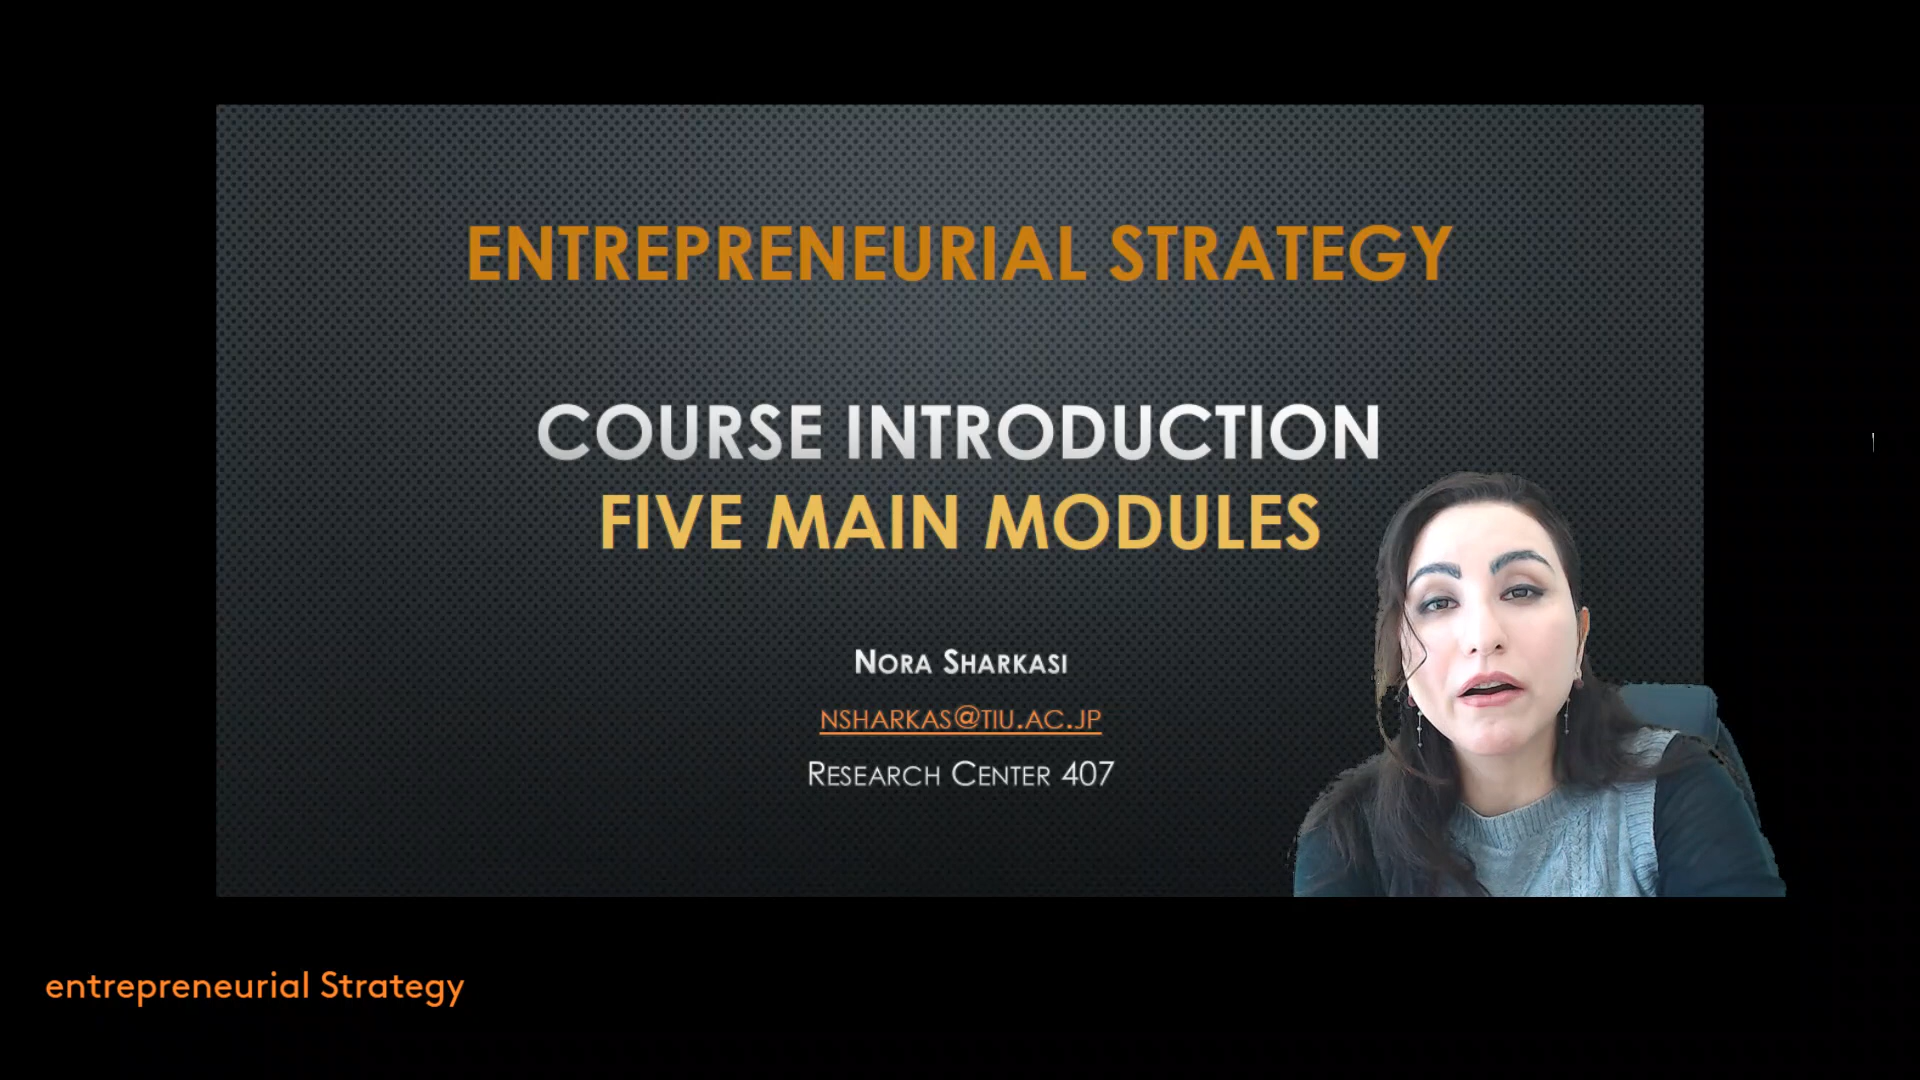 ENTREPRENEURIAL STRATEGY
COURSE INTRODUCTION
FIVE MAIN MODULES
NORA SHARKASI
NSHARKAS@TIU.AC.JP
RESEARCH CENTER 407
entrepreneurial Strategy